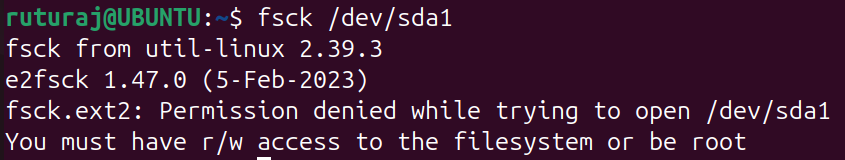 ruturaj@UBUNTU:~$ fsck /dev/sda1
fsck from util-linux 2.39.3
e2fsck 1.47.0 (5-Feb-2023)
fsck.ext2: Permission denied while trying to open /dev/sda1
You must have r/w access to the filesystem or be root